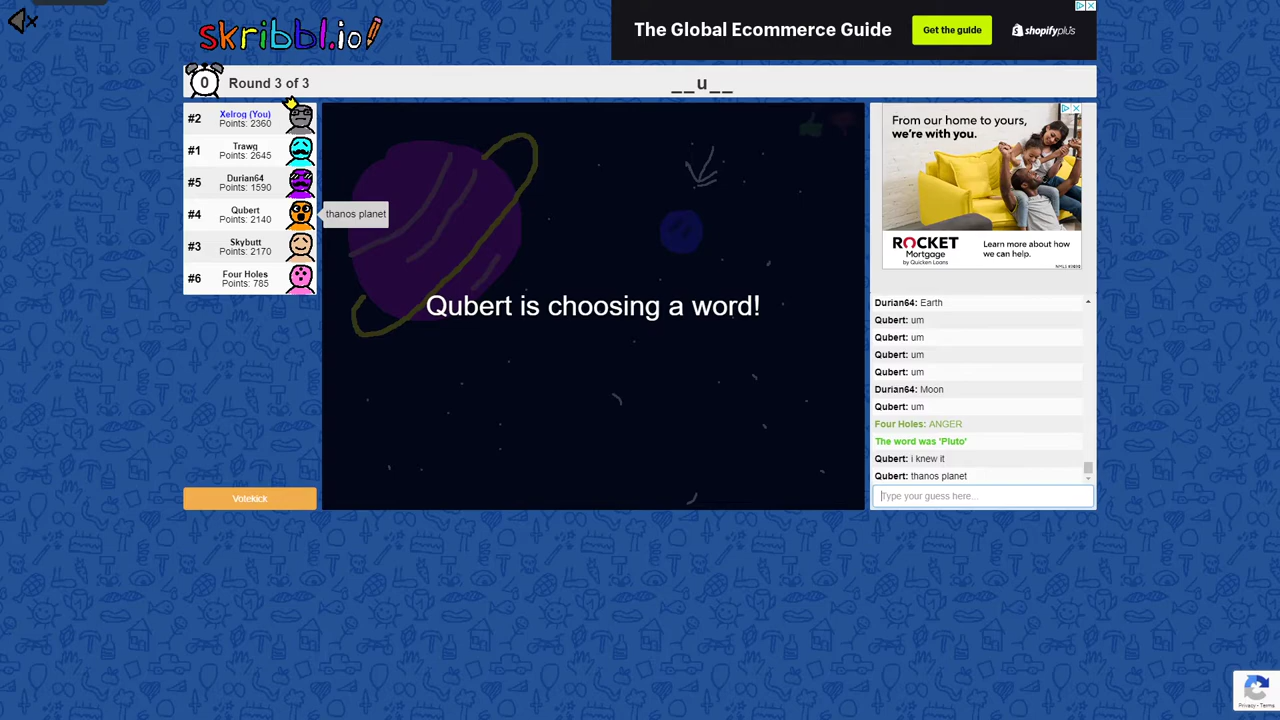 The Global Ecommerce Guide
Get the guide
shopifyplus
skribbl.io
0
Round 3 of 3
__u__
#2
Xelrog (You)
Points: 2360
#1
Trawg
Points: 2645
#5
Durian64
Points: 1590
#4
Qubert
Points: 2140
#3
Skybutt
Points: 2170
#6
Four Holes
Points: 785
thanos planet
Qubert is choosing a word!
Votekick
From our home to yours,
we're with you.
ROCKET
Mortgage
by Quicken Loans
Learn more about how
we can help.
NMLS #3030
Durian64: Earth
Qubert: um
Qubert: um
Qubert: um
Qubert: um
Durian64: Moon
Qubert: um
Four Holes: ANGER
The word was 'Pluto'
Qubert: i knew it
Qubert: thanos planet
Type your guess here...
Privacy - Terms